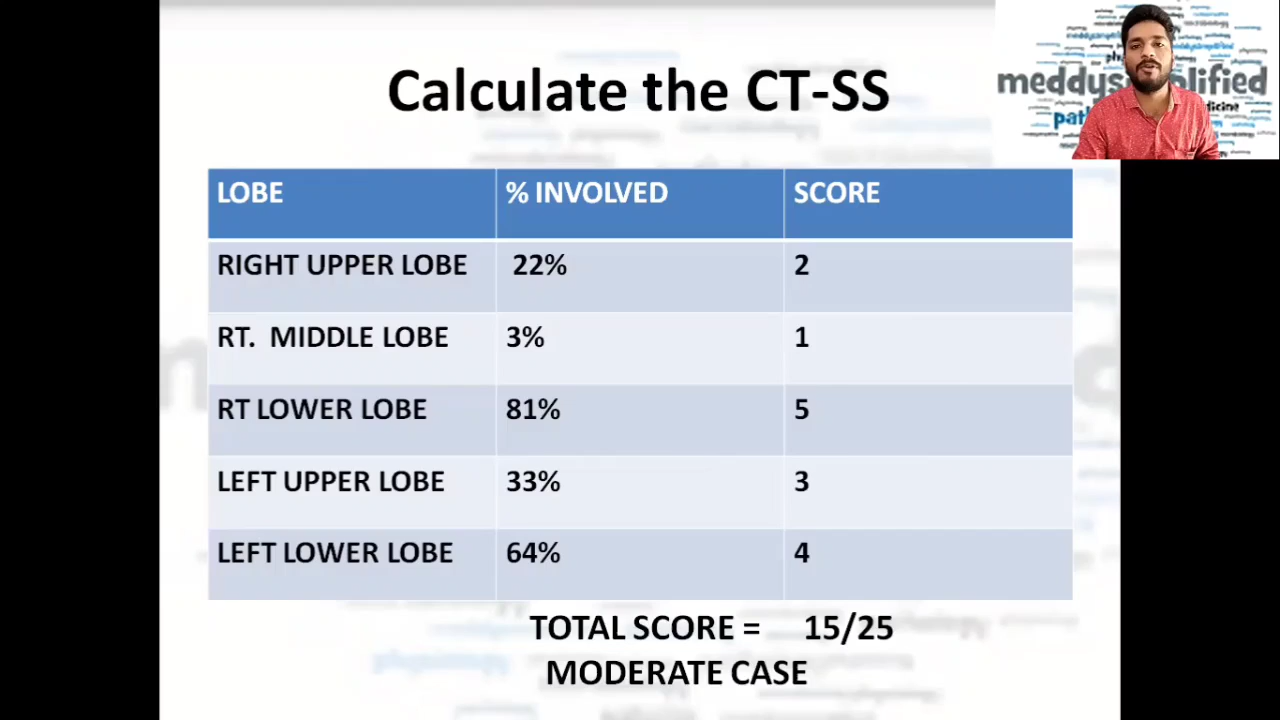 Calculate the CT-SS
LOBE % INVOLVED SCORE
RIGHT UPPER LOBE 22% 2
RT. MIDDLE LOBE 3% 1
RT LOWER LOBE 81% 5
LEFT UPPER LOBE 33% 3
LEFT LOWER LOBE 64% 4
TOTAL SCORE = 15/25
MODERATE CASE